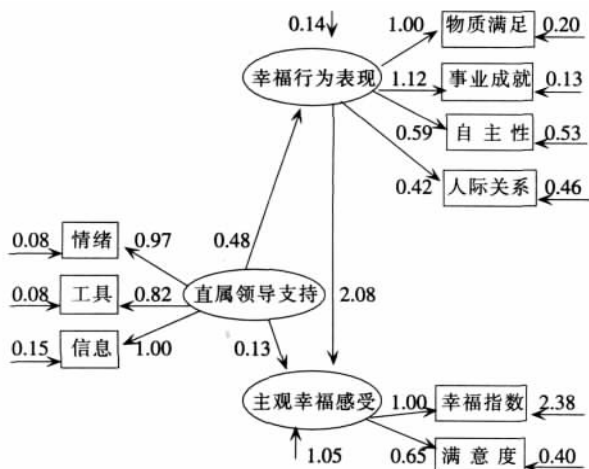 0.14 1.00 物质满足 0.20
幸福行为表现 1.12 事业成就 0.13
0.59 自主性 0.53
0.42 人际关系 0.46
0.08 情绪 0.97 0.48
0.08 工具 0.82 直属领导支持 2.08
0.15 信息 1.00 0.13
主观幸福感受 1.00 幸福指数 2.38
1.05 0.65 满意度 0.40